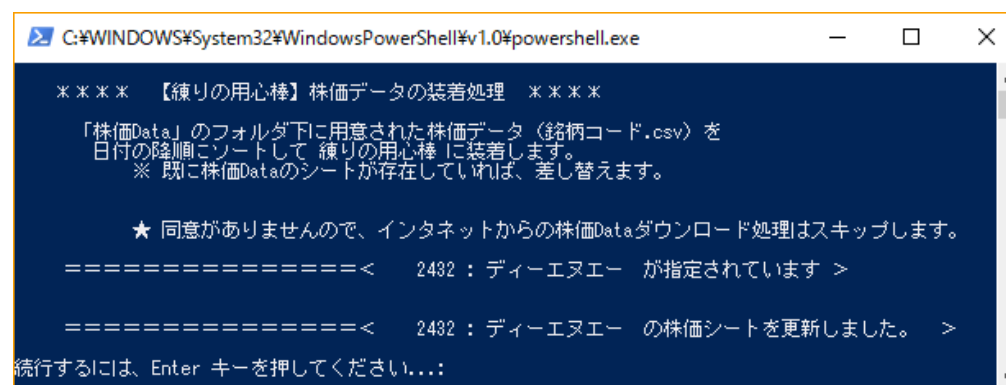 C:¥WINDOWS¥System32¥WindowsPowerShell¥v1.0¥powershell.exe
＊＊＊＊ 【練りの用心棒】株価データの装着処理 ＊＊＊＊
「株価Data」のフォルダ下に用意された株価データ（銘柄コード.csv）を
日付の降順にソートして 練りの用心棒 に装着します。
※ 既に株価Dataのシートが存在していれば、差し替えます。
★ 同意がありませんので、インタネットからの株価Dataダウンロード処理はスキップします。
＝＝＝＝＝＝＝＝＝＝＝＝＝＝＝< 2432 : ディーエヌエー が指定されています >
＝＝＝＝＝＝＝＝＝＝＝＝＝＝＝< 2432 : ディーエヌエー の株価シートを更新しました。 >
続行するには、Enter キーを押してください...: